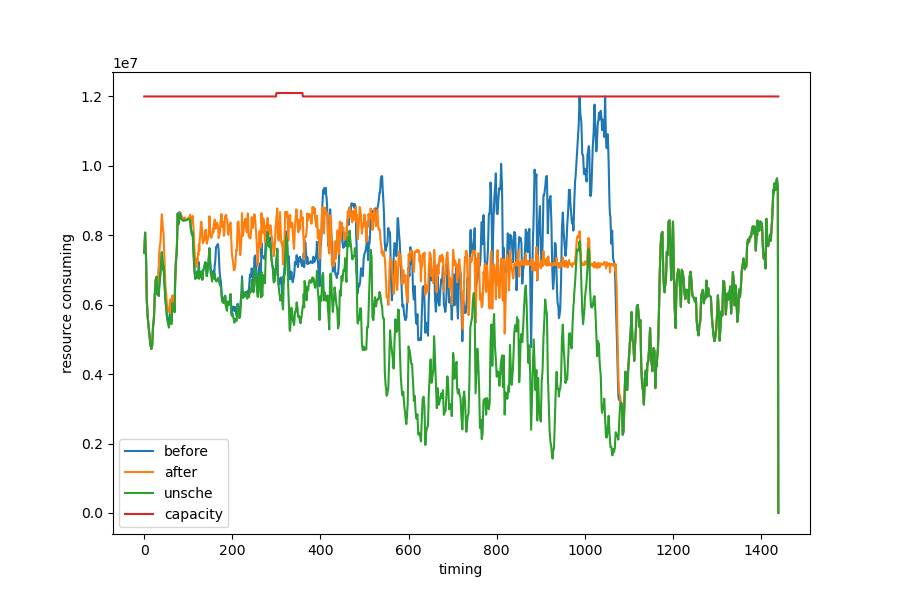 1e7
1.2
1.0
0.8
0.6
0.4
0.2
0.0
resource consuming
before
after
unsche
capacity
0 200 400 600 800 1000 1200 1400
timing